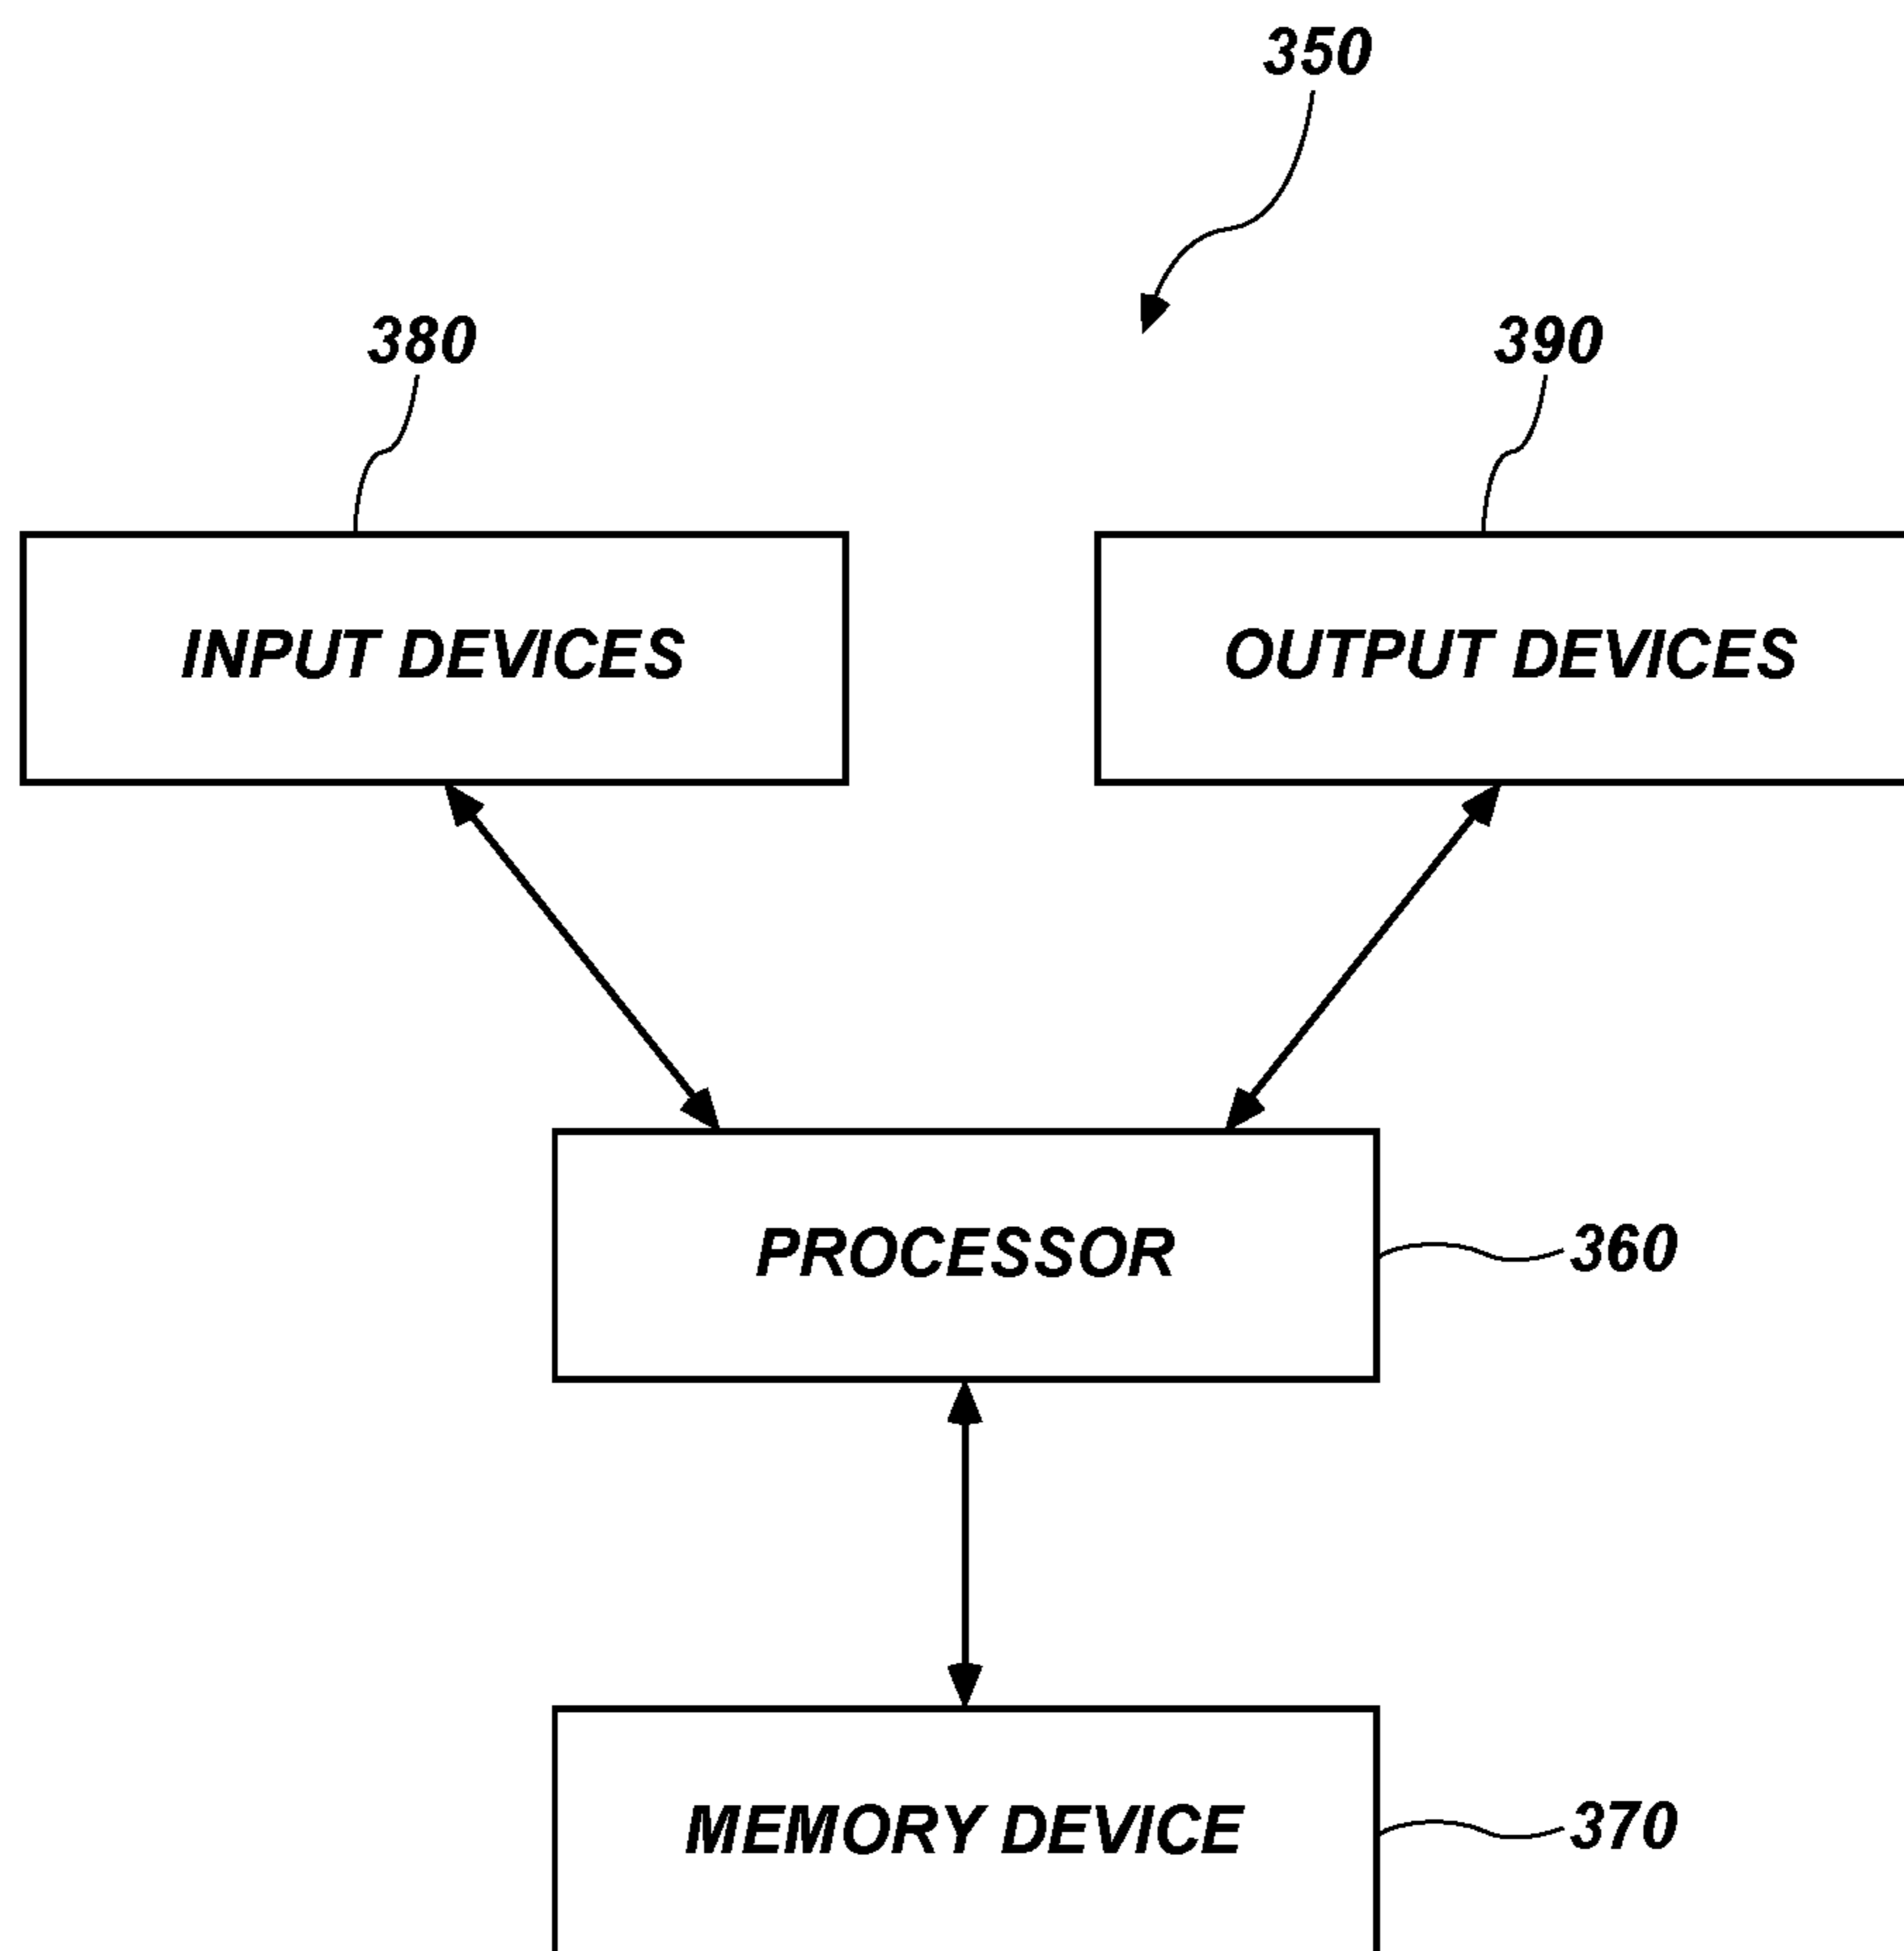 350
380
390
INPUT DEVICES
OUTPUT DEVICES
PROCESSOR
360
MEMORY DEVICE
370